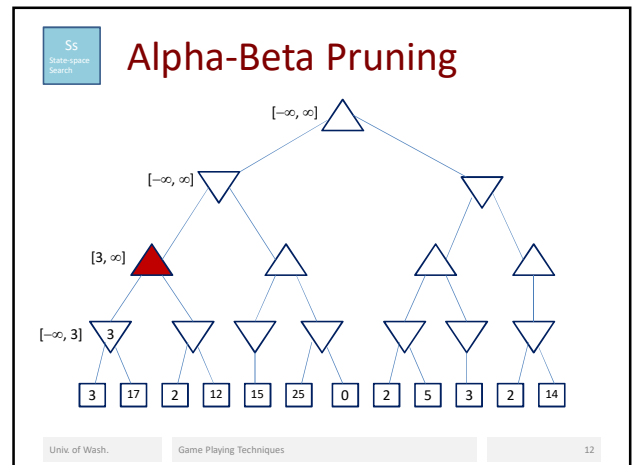 Ss
State-space
Search
Alpha-Beta Pruning
[−∞, ∞]
[−∞, ∞]
[3, ∞]
[−∞, 3] 3
3 17 2 12 15 25 0 2 5 3 2 14
Univ. of Wash. Game Playing Techniques 12